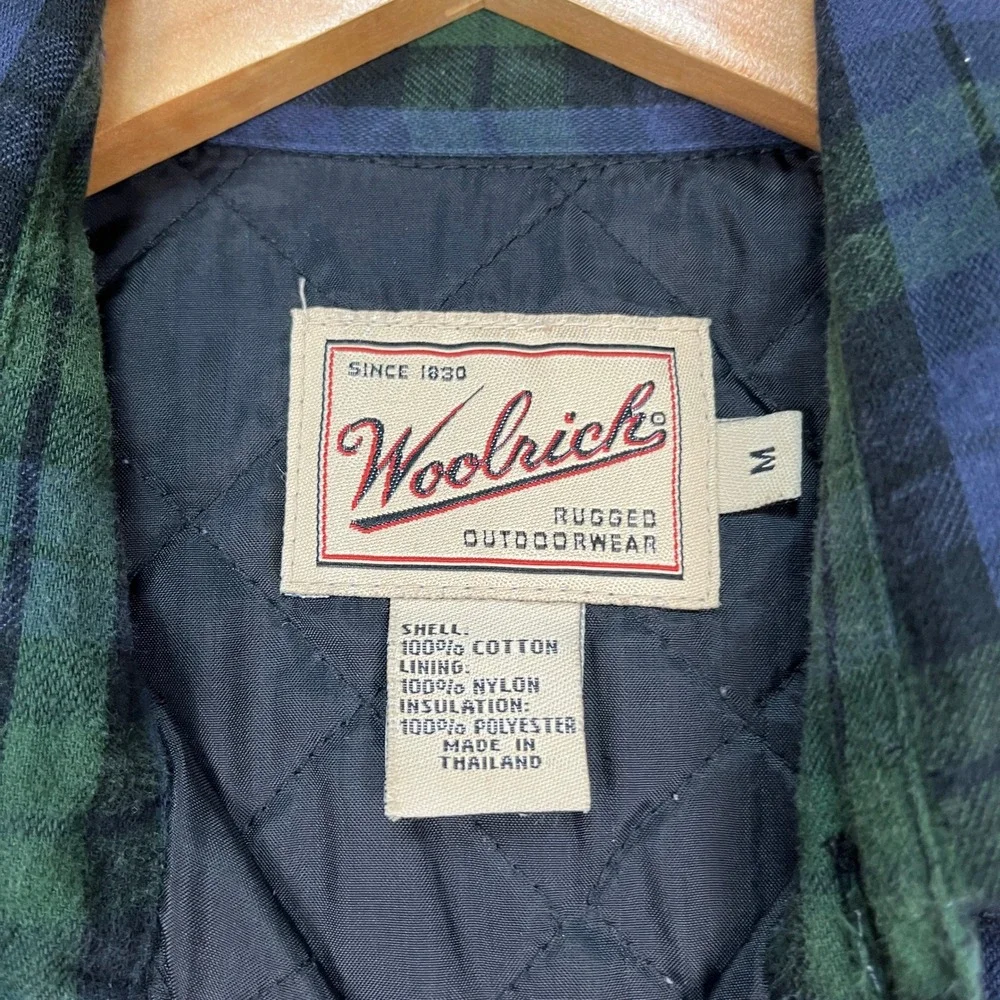 SINCE 1830
Woolrich®
RUGGED
OUTDOORWEAR
M
SHELL:
100% COTTON
LINING:
100% NYLON
INSULATION:
100% POLYESTER
MADE IN
THAILAND